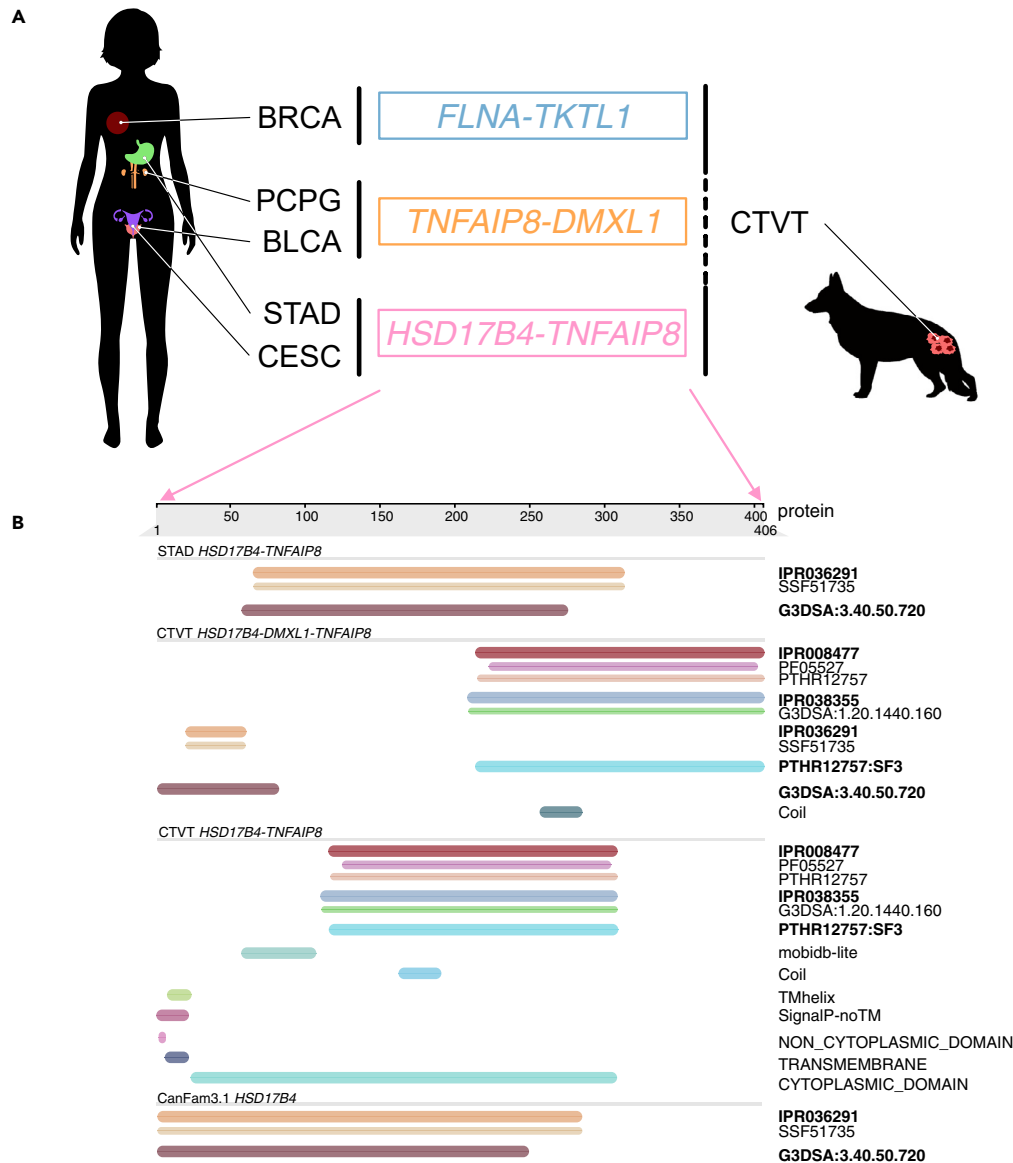 A
BRCA
FLNA-TKTL1
PCPG
BLCA
TNFAIP8-DMXL1
CTVT
STAD
CESC
HSD17B4-TNFAIP8
B
50 100 150 200 250 300 350 400 protein
1 406
STAD HSD17B4-TNFAIP8
IPR036291
SSF51735
G3DSA:3.40.50.720
CTVT HSD17B4-DMXL1-TNFAIP8
IPR008477
PF05527
PTHR12757
IPR038355
G3DSA:1.20.1440.160
IPR036291
SSF51735
PTHR12757:SF3
G3DSA:3.40.50.720
Coil
CTVT HSD17B4-TNFAIP8
IPR008477
PF05527
PTHR12757
IPR038355
G3DSA:1.20.1440.160
PTHR12757:SF3
mobidb-lite
Coil
TMhelix
SignalP-noTM
NON_CYTOPLASMIC_DOMAIN
TRANSMEMBRANE
CYTOPLASMIC_DOMAIN
CanFam3.1 HSD17B4
IPR036291
SSF51735
G3DSA:3.40.50.720